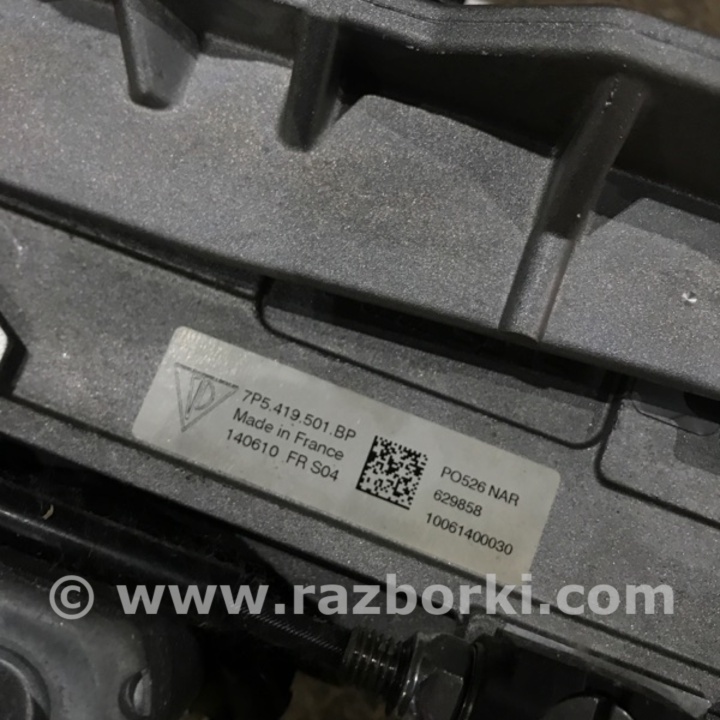 7P5.419.501.BP
Made in France
140610 FR S04
PO526 NAR
629858
10061400030
© www.razborki.com